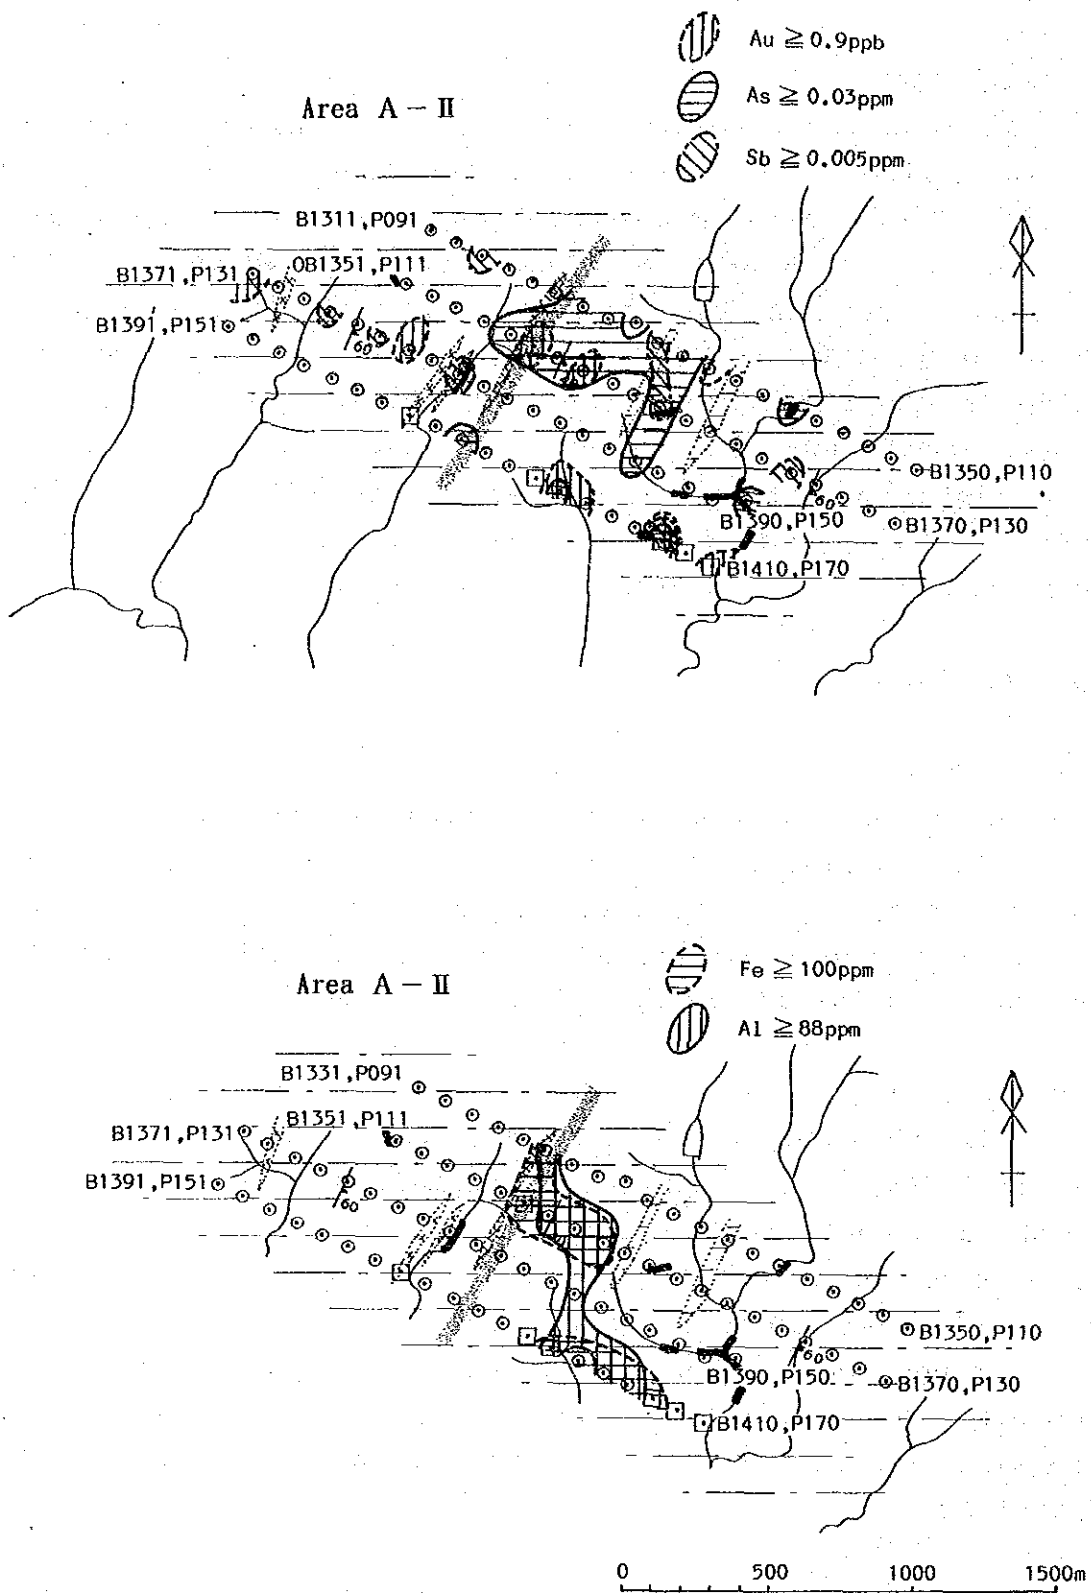 Au ≧ 0.9ppb
Area A - II
As ≧ 0.03ppm
Sb ≧ 0.005ppm
B1311,P091
B1371,P131
OB1351,P111
B1391,P151
60
B1350,P110
60
B1390,P150
B1370,P130
B1410,P170
Area A - II
Fe ≧ 100ppm
Al ≧ 88ppm
B1331,P091
B1371,P131
B1351,P111
B1391,P151
60
B1350,P110
60
B1390,P150
B1370,P130
B1410,P170
0 500 1000 1500m